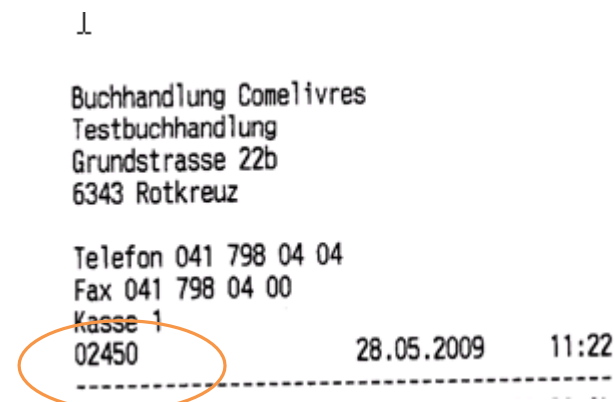 Buchhandlung Comelivres
Testbuchhandlung
Grundstrasse 22b
6343 Rotkreuz
Telefon 041 798 04 04
Fax 041 798 04 00
Kasse 1
02450 28.05.2009 11:22
----------------------------------------